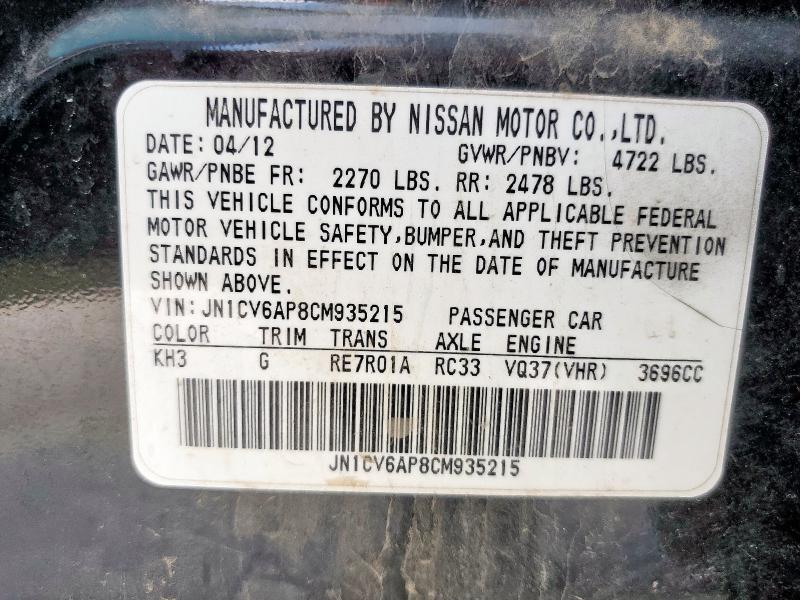 MANUFACTURED BY NISSAN MOTOR CO.,LTD.
DATE: 04/12 GVWR/PNBV: 4722 LBS.
GAWR/PNBE FR: 2270 LBS. RR: 2478 LBS.
THIS VEHICLE CONFORMS TO ALL APPLICABLE FEDERAL
MOTOR VEHICLE SAFETY,BUMPER,AND THEFT PREVENTION
STANDARDS IN EFFECT ON THE DATE OF MANUFACTURE
SHOWN ABOVE.
VIN:JN1CV6AP8CM935215 PASSENGER CAR
COLOR TRIM TRANS AXLE ENGINE
KH3 G RE7R01A RC33 VQ37(VHR) 3696CC
JN1CV6AP8CM935215